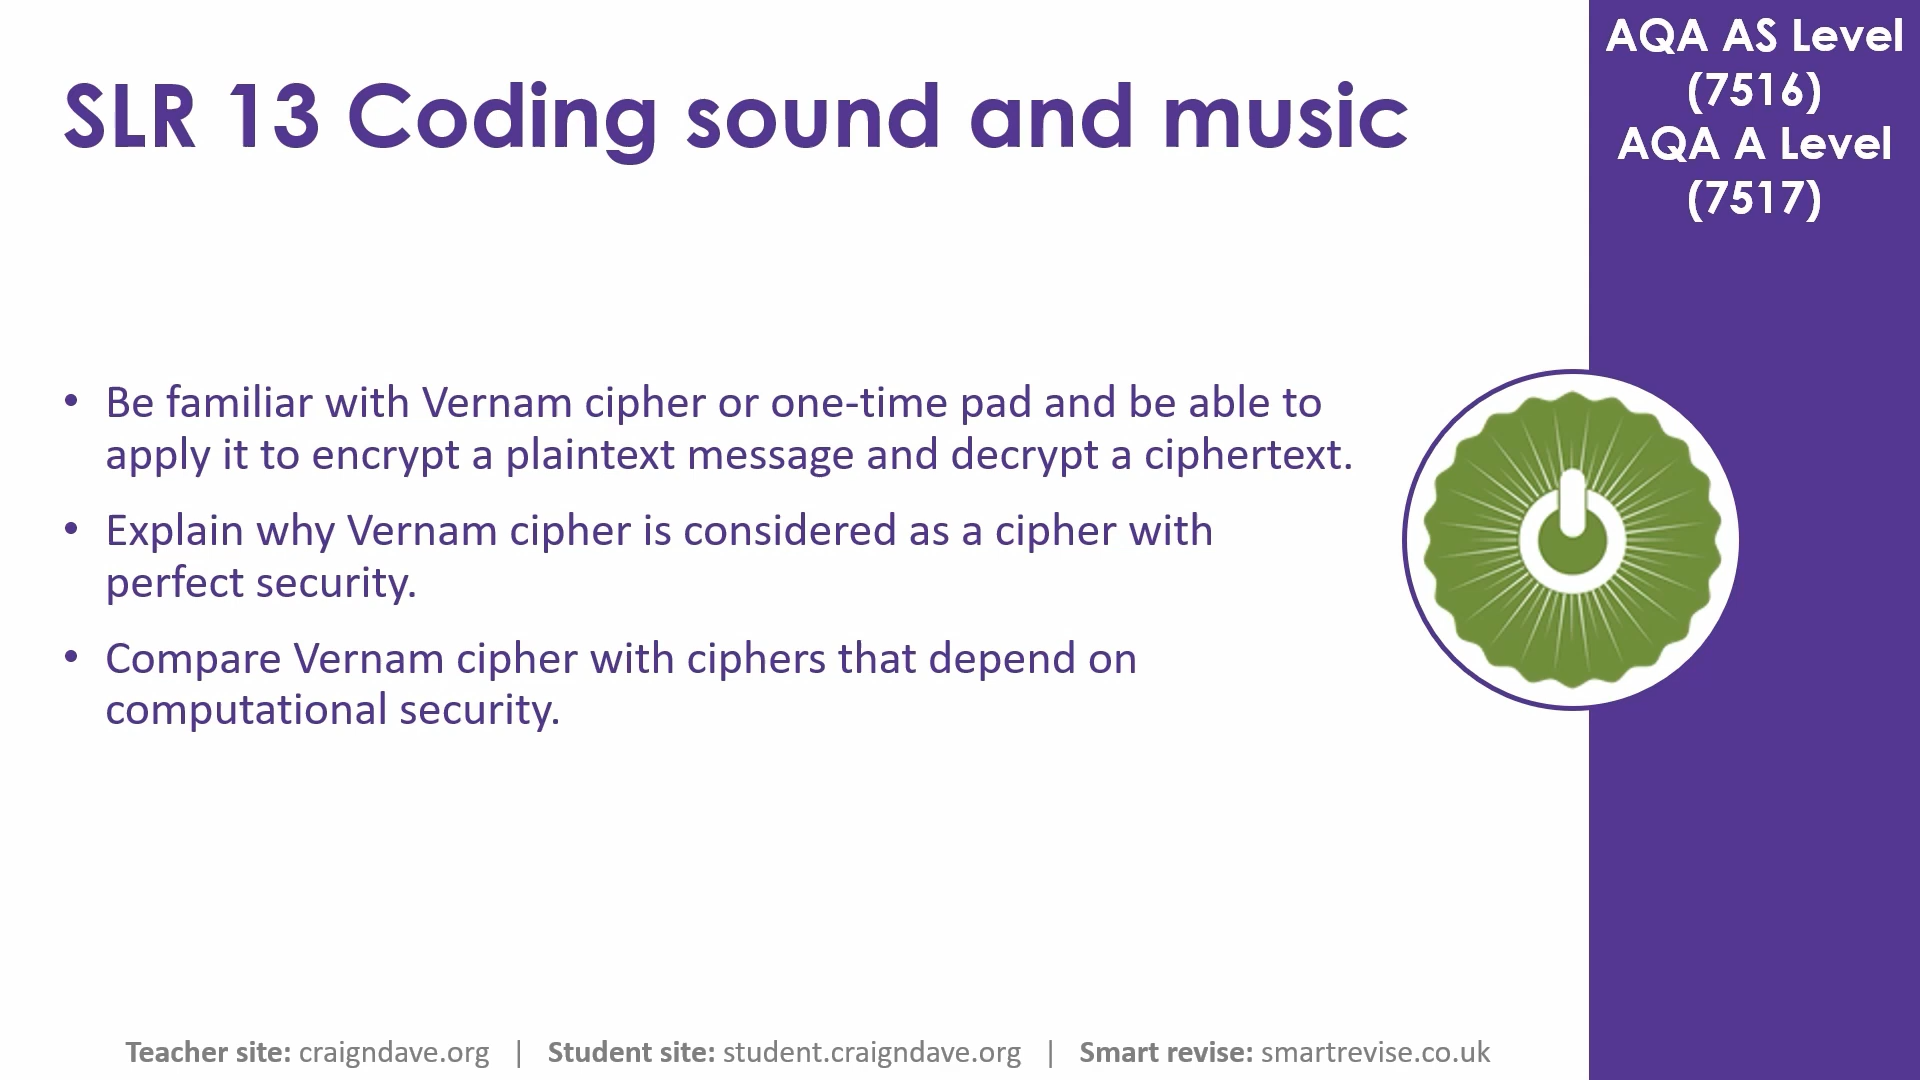 SLR 13 Coding sound and music
AQA AS Level
(7516)
AQA A Level
(7517)
• Be familiar with Vernam cipher or one-time pad and be able to
apply it to encrypt a plaintext message and decrypt a ciphertext.
• Explain why Vernam cipher is considered as a cipher with
perfect security.
• Compare Vernam cipher with ciphers that depend on
computational security.
Teacher site: craigndave.org | Student site: student.craigndave.org | Smart revise: smartrevise.co.uk